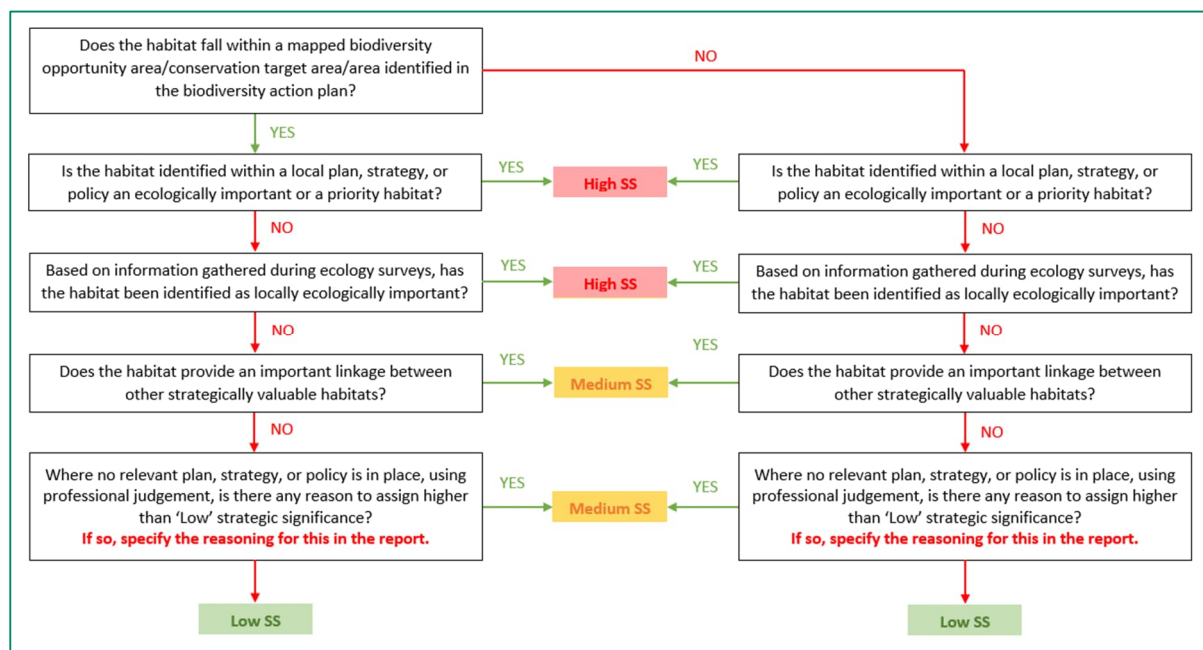 Does the habitat fall within a mapped biodiversity
opportunity area/conservation target area/area identified in
the biodiversity action plan?
NO
YES
Is the habitat identified within a local plan, strategy, or
policy an ecologically important or a priority habitat?
YES
High SS
YES
Is the habitat identified within a local plan, strategy, or
policy an ecologically important or a priority habitat?
NO
NO
Based on information gathered during ecology surveys, has
the habitat been identified as locally ecologically important?
YES
High SS
YES
Based on information gathered during ecology surveys, has
the habitat been identified as locally ecologically important?
NO
NO
Does the habitat provide an important linkage between
other strategically valuable habitats?
YES
Medium SS
YES
Does the habitat provide an important linkage between
other strategically valuable habitats?
NO
NO
Where no relevant plan, strategy, or policy is in place, using
professional judgement, is there any reason to assign higher
than ‘Low’ strategic significance?
If so, specify the reasoning for this in the report.
YES
Medium SS
YES
Where no relevant plan, strategy, or policy is in place, using
professional judgement, is there any reason to assign higher
than ‘Low’ strategic significance?
If so, specify the reasoning for this in the report.
Low SS
Low SS